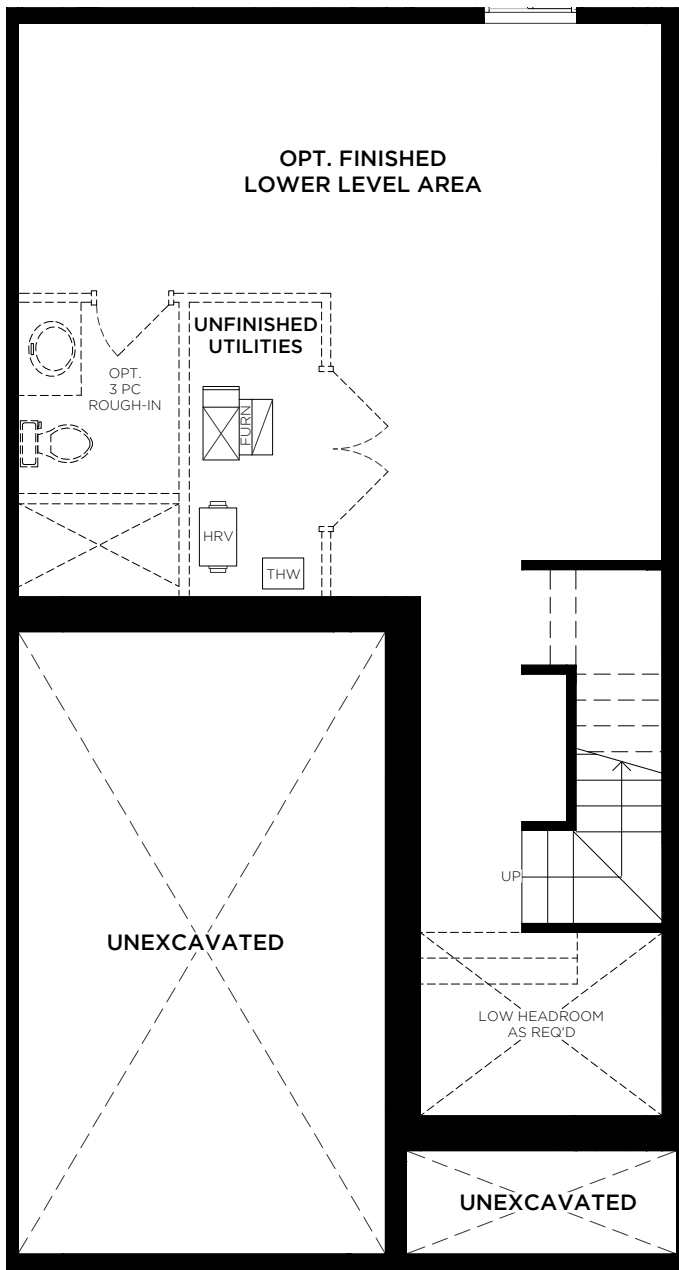 OPT. FINISHED
LOWER LEVEL AREA
UNFINISHED
UTILITIES
OPT.
3 PC
ROUGH-IN
FURN
HRV
THW
UP
UNEXCAVATED
LOW HEADROOM
AS REQ'D
UNEXCAVATED